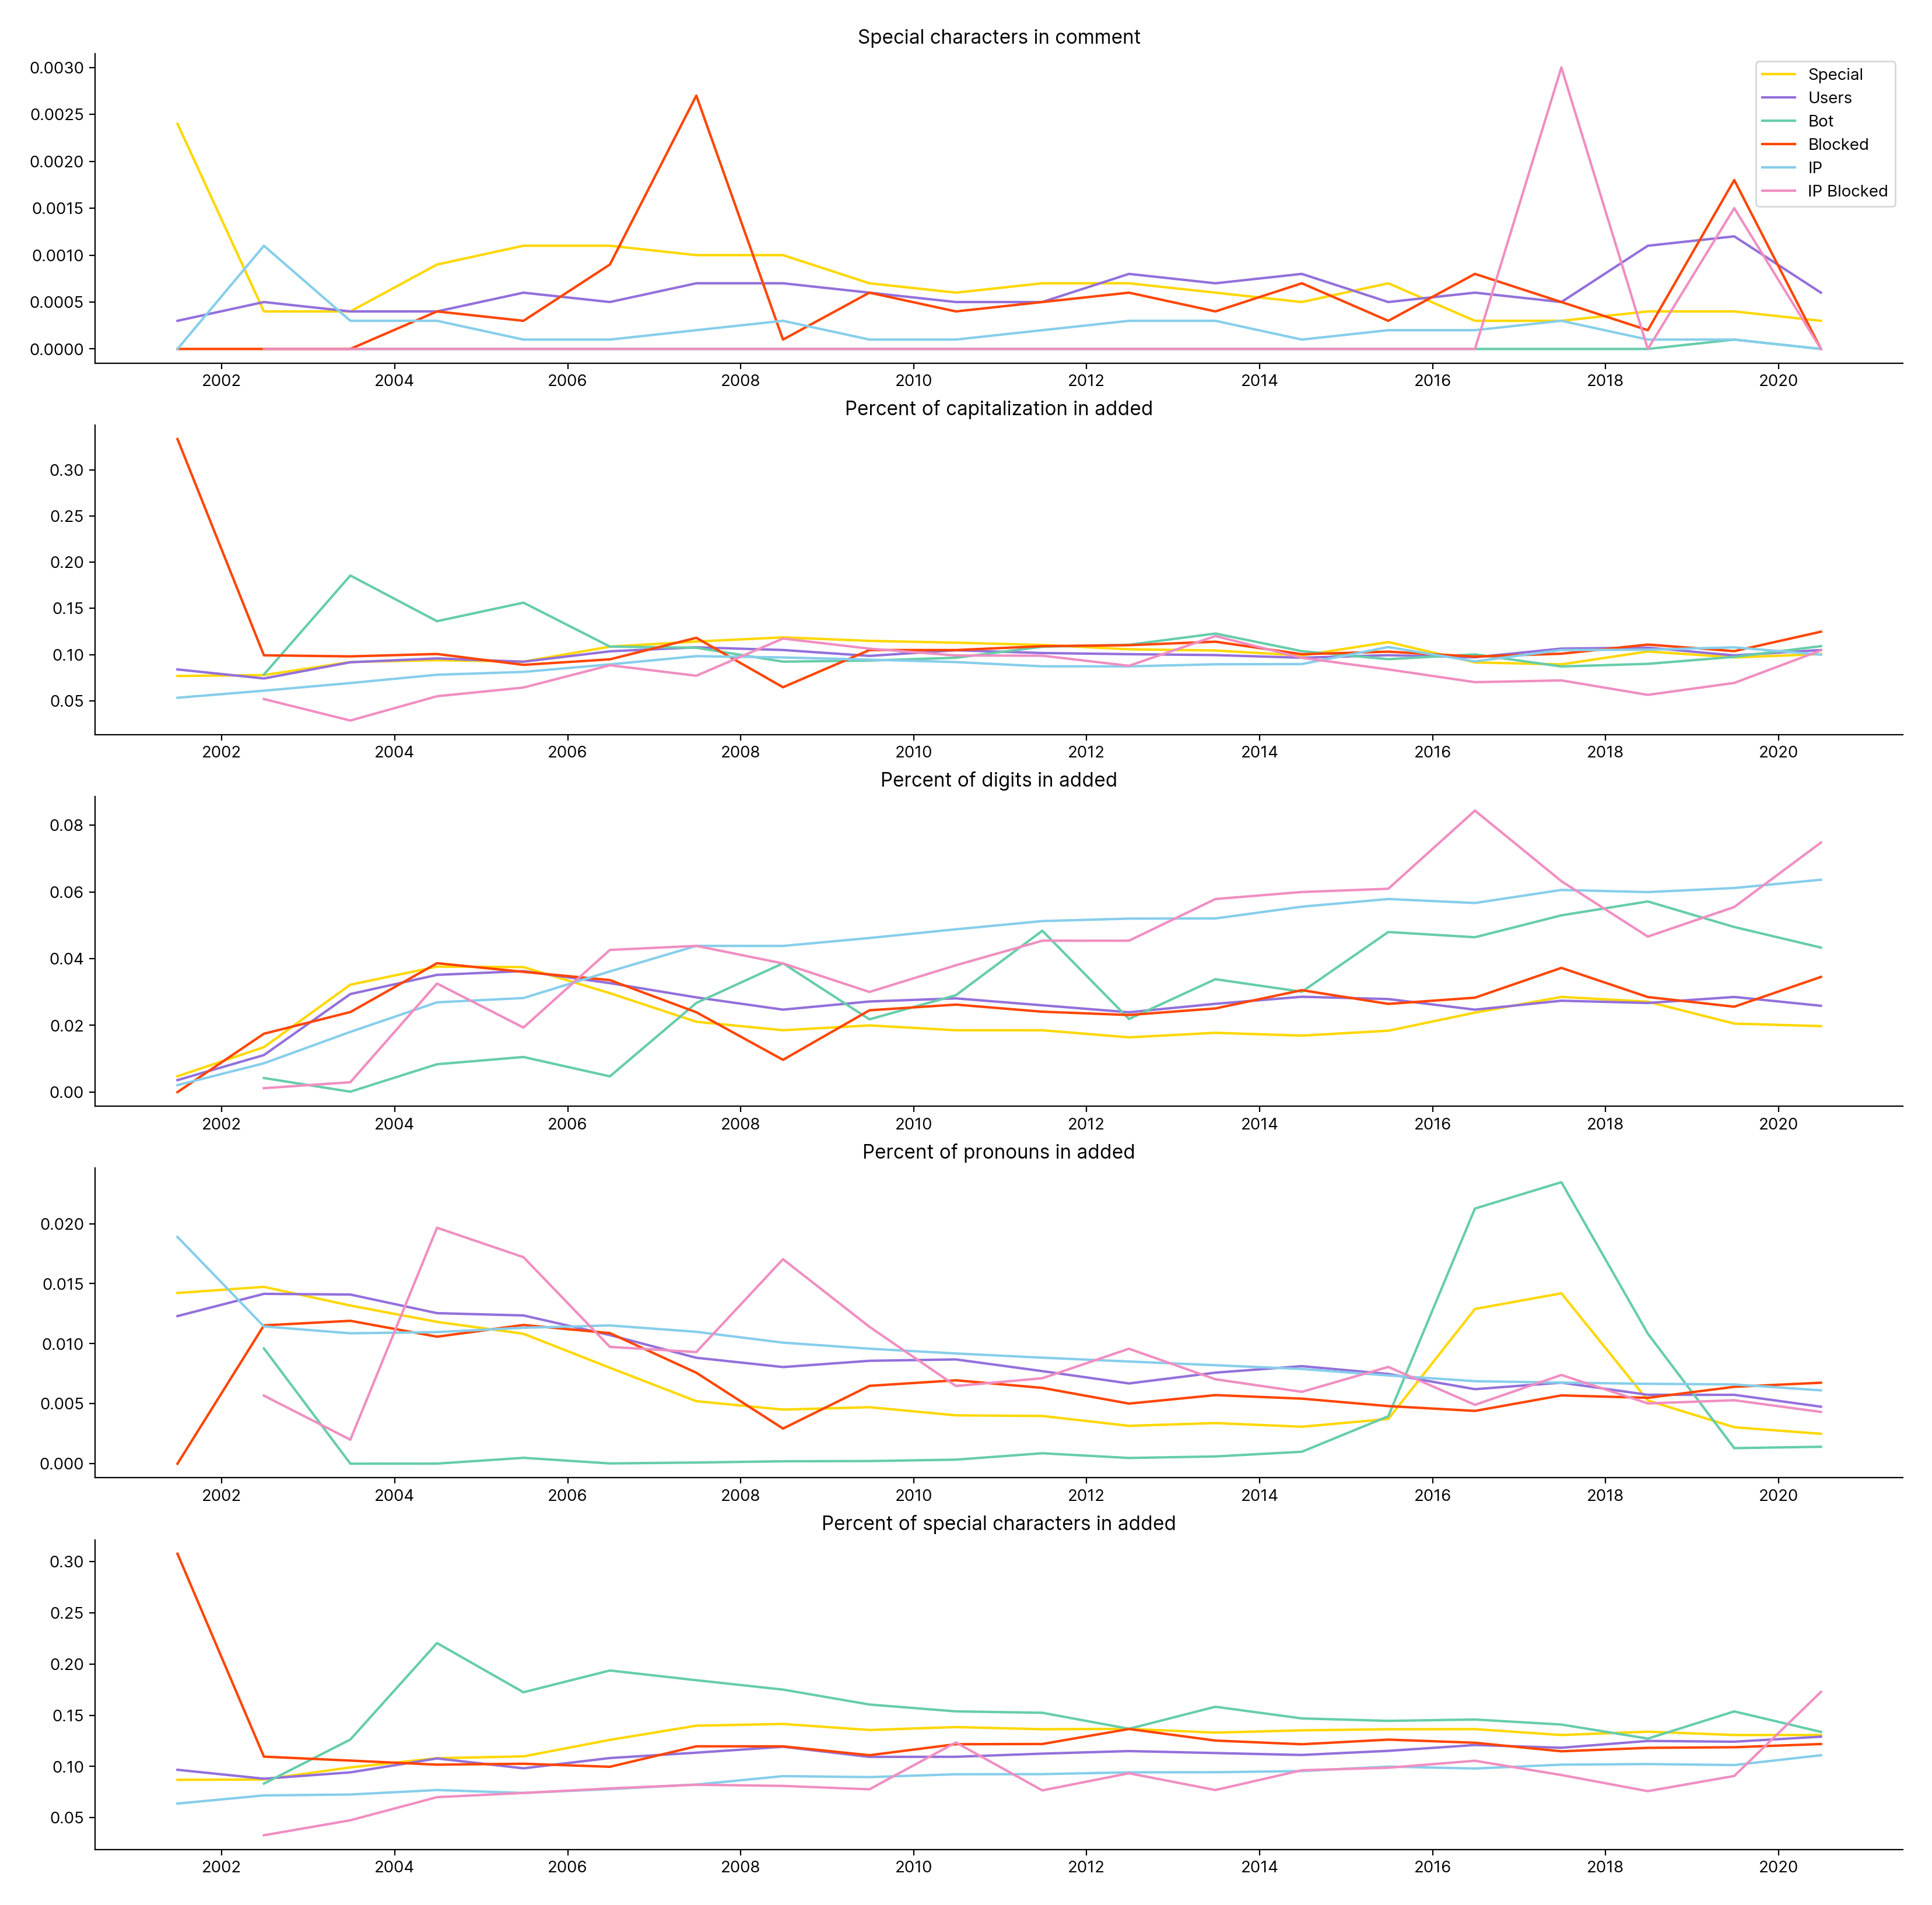 Special characters in comment
0.0030
0.0025
0.0020
0.0015
0.0010
0.0005
0.0000
Special
Users
Bot
Blocked
IP
IP Blocked
2002 2004 2006 2008 2010 2012 2014 2016 2018 2020
Percent of capitalization in added
0.30
0.25
0.20
0.15
0.10
0.05
2002 2004 2006 2008 2010 2012 2014 2016 2018 2020
Percent of digits in added
0.08
0.06
0.04
0.02
0.00
2002 2004 2006 2008 2010 2012 2014 2016 2018 2020
Percent of pronouns in added
0.020
0.015
0.010
0.005
0.000
2002 2004 2006 2008 2010 2012 2014 2016 2018 2020
Percent of special characters in added
0.30
0.25
0.20
0.15
0.10
0.05
2002 2004 2006 2008 2010 2012 2014 2016 2018 2020